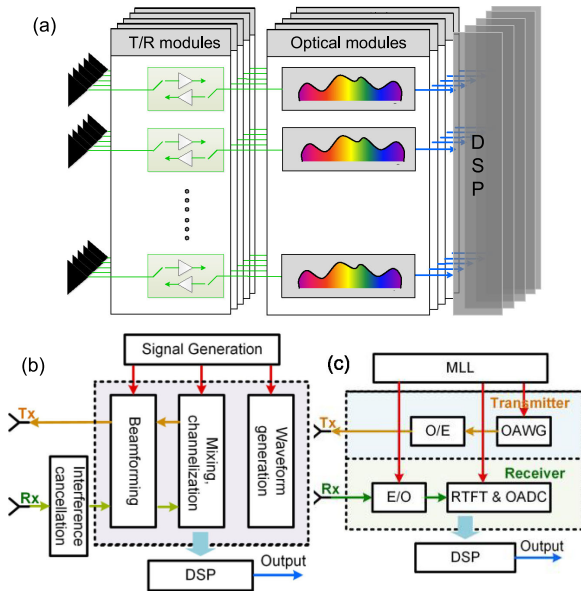 (a)
T/R modules
Optical modules
D
S
P
(b)
Signal Generation
Tx
Beamforming
Mixing,
channelization
Waveform
generation
Rx
Interference
cancellation
DSP
Output
(c)
MLL
Transmitter
Tx
O/E
OAWG
Receiver
Rx
E/O
RTFT & OADC
DSP
Output